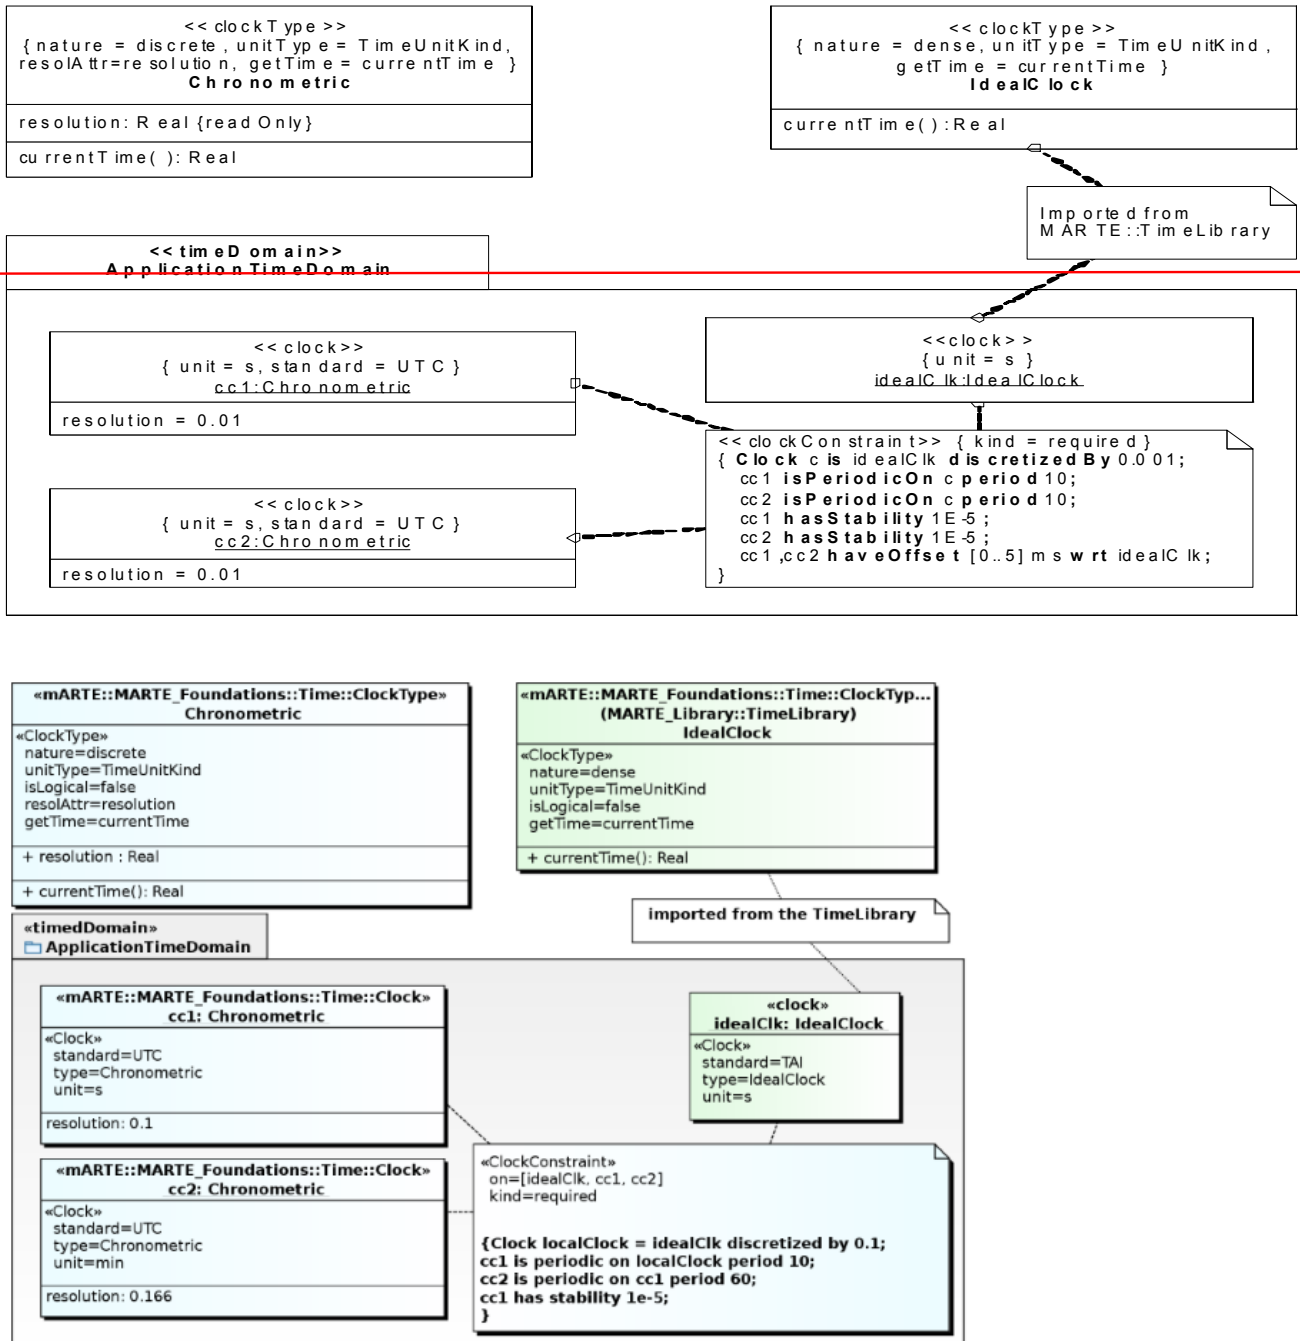 << clockType >>
{ nature = discrete, unitType = TimeUnitKind,
resolAttr=resolution, getTime = currentTime }
Chronometric
resolution: Real {readOnly}
currentTime( ): Real
<< clockType >>
{ nature = dense, unitType = TimeUnitKind,
getTime = currentTime }
IdealClock
currentTime( ):Real
Imported from
MARTE::TimeLibrary
<< timeDomain>>
ApplicationTimeDomain
<< clock>>
{ unit = s, standard = UTC }
cc1:Chronometric
resolution = 0.01
<<clock> >
{ unit = s }
idealClk:IdealClock
<< clock>>
{ unit = s, standard = UTC }
cc2:Chronometric
resolution = 0.01
<< clockConstraint>> { kind = required }
{ Clock c is idealClk discretizedBy 0.001;
cc1 isPeriodicOn c period 10;
cc2 isPeriodicOn c period 10;
cc1 hasStability 1E-5;
cc2 hasStability 1E-5;
cc1,cc2 haveOffset [0..5] ms wrt idealClk;
}
«mARTE::MARTE_Foundations::Time::ClockType»
Chronometric
«ClockType»
nature=discrete
unitType=TimeUnitKind
isLogical=false
resolAttr=resolution
getTime=currentTime
+ resolution : Real
+ currentTime(): Real
«mARTE::MARTE_Foundations::Time::ClockTyp...
(MARTE_Library::TimeLibrary)
IdealClock
«ClockType»
nature=dense
unitType=TimeUnitKind
isLogical=false
getTime=currentTime
+ currentTime(): Real
imported from the TimeLibrary
«timedDomain»
ApplicationTimeDomain
«mARTE::MARTE_Foundations::Time::Clock»
cc1: Chronometric
«Clock»
standard=UTC
type=Chronometric
unit=s
resolution: 0.1
«clock»
idealClk: IdealClock
«Clock»
standard=TAI
type=IdealClock
unit=s
«mARTE::MARTE_Foundations::Time::Clock»
cc2: Chronometric
«Clock»
standard=UTC
type=Chronometric
unit=min
resolution: 0.166
«ClockConstraint»
on=[idealClk, cc1, cc2]
kind=required
{Clock localClock = idealClk discretized by 0.1;
cc1 is periodic on localClock period 10;
cc2 is periodic on cc1 period 60;
cc1 has stability 1e-5;
}